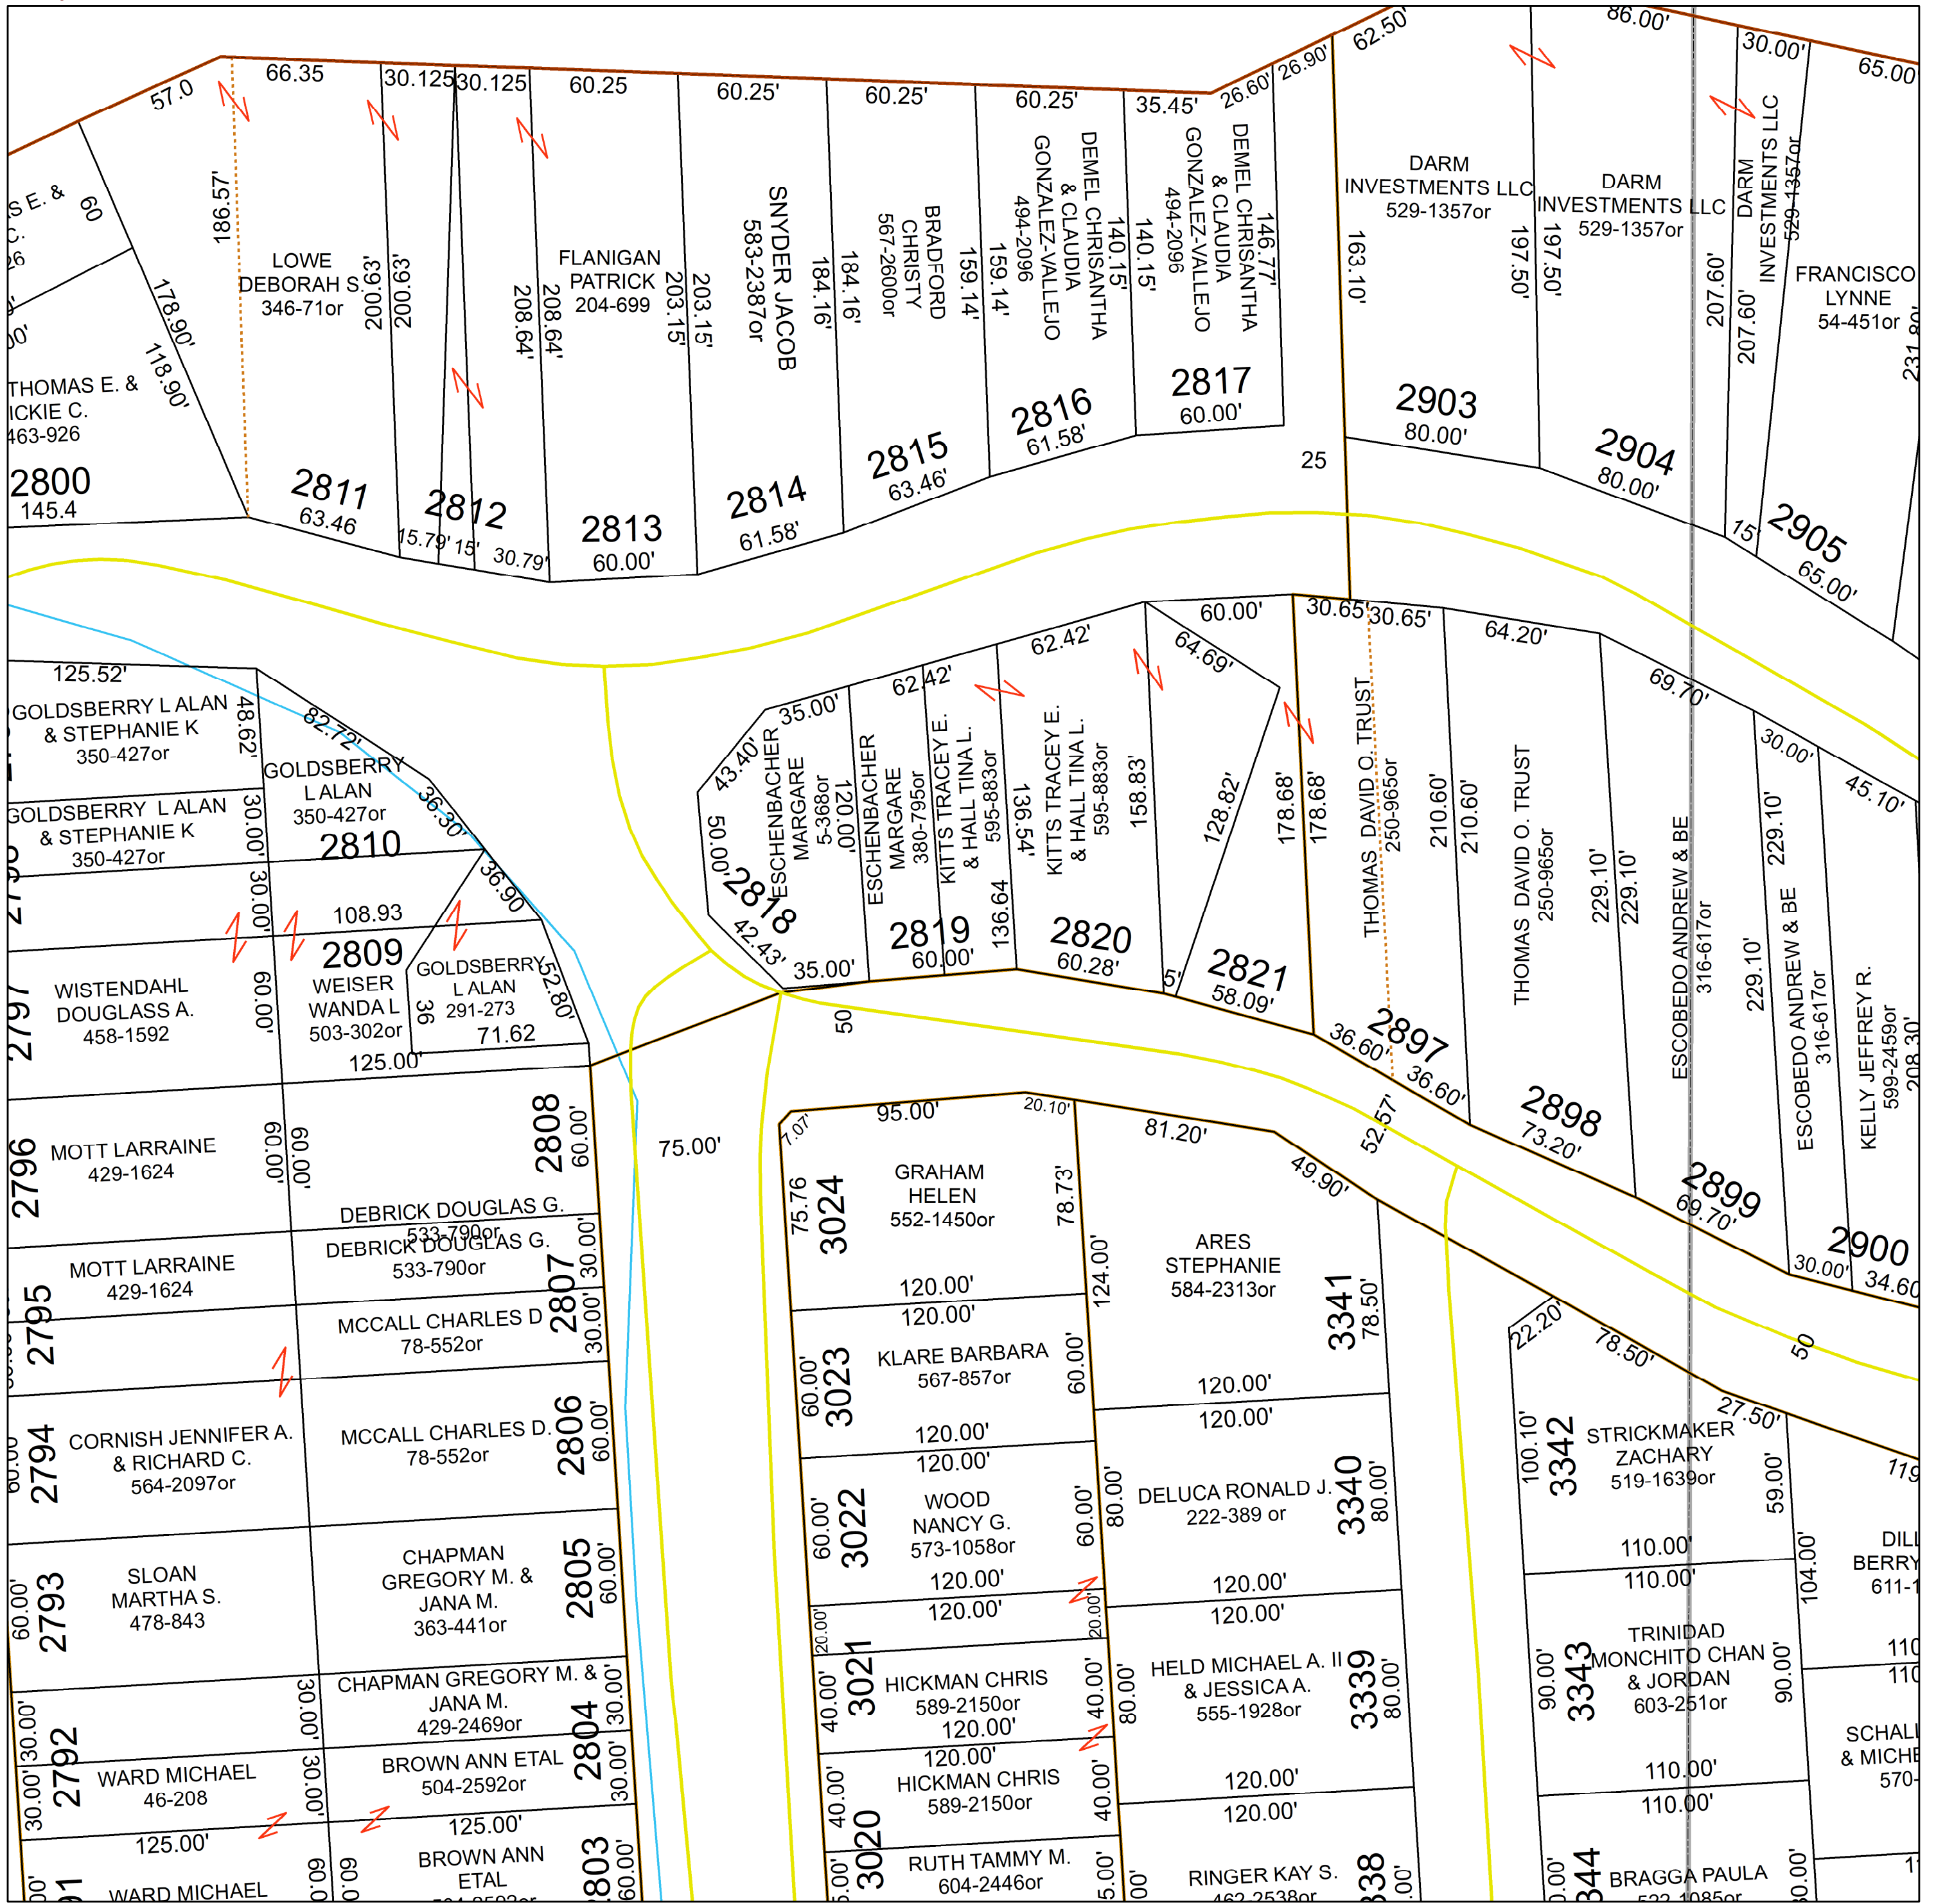 57.0
66.35
30.125
30.125
60.25
60.25'
60.25'
60.25'
35.45'
26.60'
26.90'
62.50'
86.00'
30.00'
65.00'
S E. &
C.
60
178.90'
118.90'
THOMAS E. &
ICKIE C.
463-926
2800
145.4
186.57'
LOWE
DEBORAH S.
346-71or
200.63'
200.63'
2811
63.46
2812
15.79'
15'
30.79'
208.64'
208.64'
FLANIGAN
PATRICK
204-699
203.15'
203.15'
2813
60.00'
SNYDER JACOB
583-2387or
184.16'
184.16'
2814
61.58'
BRADFORD
CHRISTY
567-2600or
159.14'
159.14'
2815
63.46'
DEMEL CHRISANTHA
& CLAUDIA
GONZALEZ-VALLEJO
494-2096
140.15'
140.15'
2816
61.58'
DEMEL CHRISANTHA
& CLAUDIA
GONZALEZ-VALLEJO
494-2096
146.77'
2817
60.00'
25
163.10'
DARM
INVESTMENTS LLC
529-1357or
2903
80.00'
197.50'
197.50'
DARM
INVESTMENTS LLC
529-1357or
2904
80.00'
207.60'
207.60'
DARM
INVESTMENTS LLC
529-1357or
15'
FRANCISCO
LYNNE
54-451or
231.80'
2905
65.00'
125.52'
GOLDSBERRY L ALAN
& STEPHANIE K
350-427or
48.62'
82.72'
GOLDSBERRY
L ALAN
350-427or
2810
36.30'
GOLDSBERRY L ALAN
& STEPHANIE K
350-427or
30.00'
30.00'
36.90
108.93
2809
WEISER
WANDA L
503-302or
GOLDSBERRY
L ALAN
291-273
52.80'
36
71.62
125.00'
2797
WISTENDAHL
DOUGLASS A.
458-1592
60.00'
35.00'
43.40'
50.00'
42.43'
2818
ESCHENBACHER
MARGARE
5-368or
120.00'
35.00'
62.42'
ESCHENBACHER
MARGARE
380-795or
KITTS TRACEY E.
& HALL TINA L.
595-883or
136.54'
136.64
2819
60.00'
62.42'
KITTS TRACEY E.
& HALL TINA L.
595-883or
158.83'
2820
60.28'
5'
60.00'
64.69'
128.82'
178.68'
178.68'
2821
58.09'
30.65'
30.65'
THOMAS DAVID O. TRUST
250-965or
210.60'
210.60'
2897
36.60'
36.60'
64.20'
THOMAS DAVID O. TRUST
250-965or
229.10'
229.10'
2898
73.20'
69.70'
ESCOBEDO ANDREW & BE
316-617or
229.10'
229.10'
2899
69.70'
30.00'
ESCOBEDO ANDREW & BE
316-617or
30.00'
45.10'
KELLY JEFFREY R.
599-2459or
208.30'
2900
34.60
50
52.57'
50
75.00'
2796
MOTT LARRAINE
429-1624
60.00'
60.00'
2808
60.00'
DEBRICK DOUGLAS G.
533-790or
2795
MOTT LARRAINE
429-1624
DEBRICK DOUGLAS G.
533-790or
2807
30.00'
MCCALL CHARLES D
78-552or
30.00'
2794
60.00'
CORNISH JENNIFER A.
& RICHARD C.
564-2097or
MCCALL CHARLES D.
78-552or
2806
60.00'
2793
60.00'
SLOAN
MARTHA S.
478-843
CHAPMAN
GREGORY M. &
JANA M.
363-441or
2805
60.00'
2792
30.00'
30.00'
CHAPMAN GREGORY M. &
JANA M.
429-2469or
2804
30.00'
30.00'
WARD MICHAEL
46-208
30.00'
BROWN ANN ETAL
504-2592or
30.00'
125.00'
125.00'
WARD MICHAEL
60.0
60.0
BROWN ANN
ETAL
2803
60.00'
7.07'
95.00'
20.10'
75.76
3024
GRAHAM
HELEN
552-1450or
78.73'
120.00'
120.00'
60.00'
3023
KLARE BARBARA
567-857or
60.00'
120.00'
120.00'
60.00'
3022
WOOD
NANCY G.
573-1058or
60.00'
120.00'
120.00'
20.00'
20.00'
3021
40.00'
HICKMAN CHRIS
589-2150or
40.00'
120.00'
120.00'
40.00'
HICKMAN CHRIS
589-2150or
40.00'
3020
RUTH TAMMY M.
604-2446or
5.00'
5.00'
81.20'
49.90'
124.00'
ARES
STEPHANIE
584-2313or
3341
78.50'
120.00'
120.00'
80.00'
DELUCA RONALD J.
222-389 or
3340
80.00'
120.00'
120.00'
80.00'
HELD MICHAEL A. II
& JESSICA A.
555-1928or
3339
80.00'
120.00'
120.00'
RINGER KAY S.
462-2538or
338
22.20'
78.50'
27.50'
119
100.10'
3342
STRICKMAKER
ZACHARY
519-1639or
59.00'
110.00'
110.00'
104.00'
DILL
BERRY
611-1
90.00'
3343
TRINIDAD
MONCHITO CHAN
& JORDAN
603-251or
90.00'
110
110
110.00'
110.00'
SCHALL
& MICHE
570-
344
BRAGGA PAULA